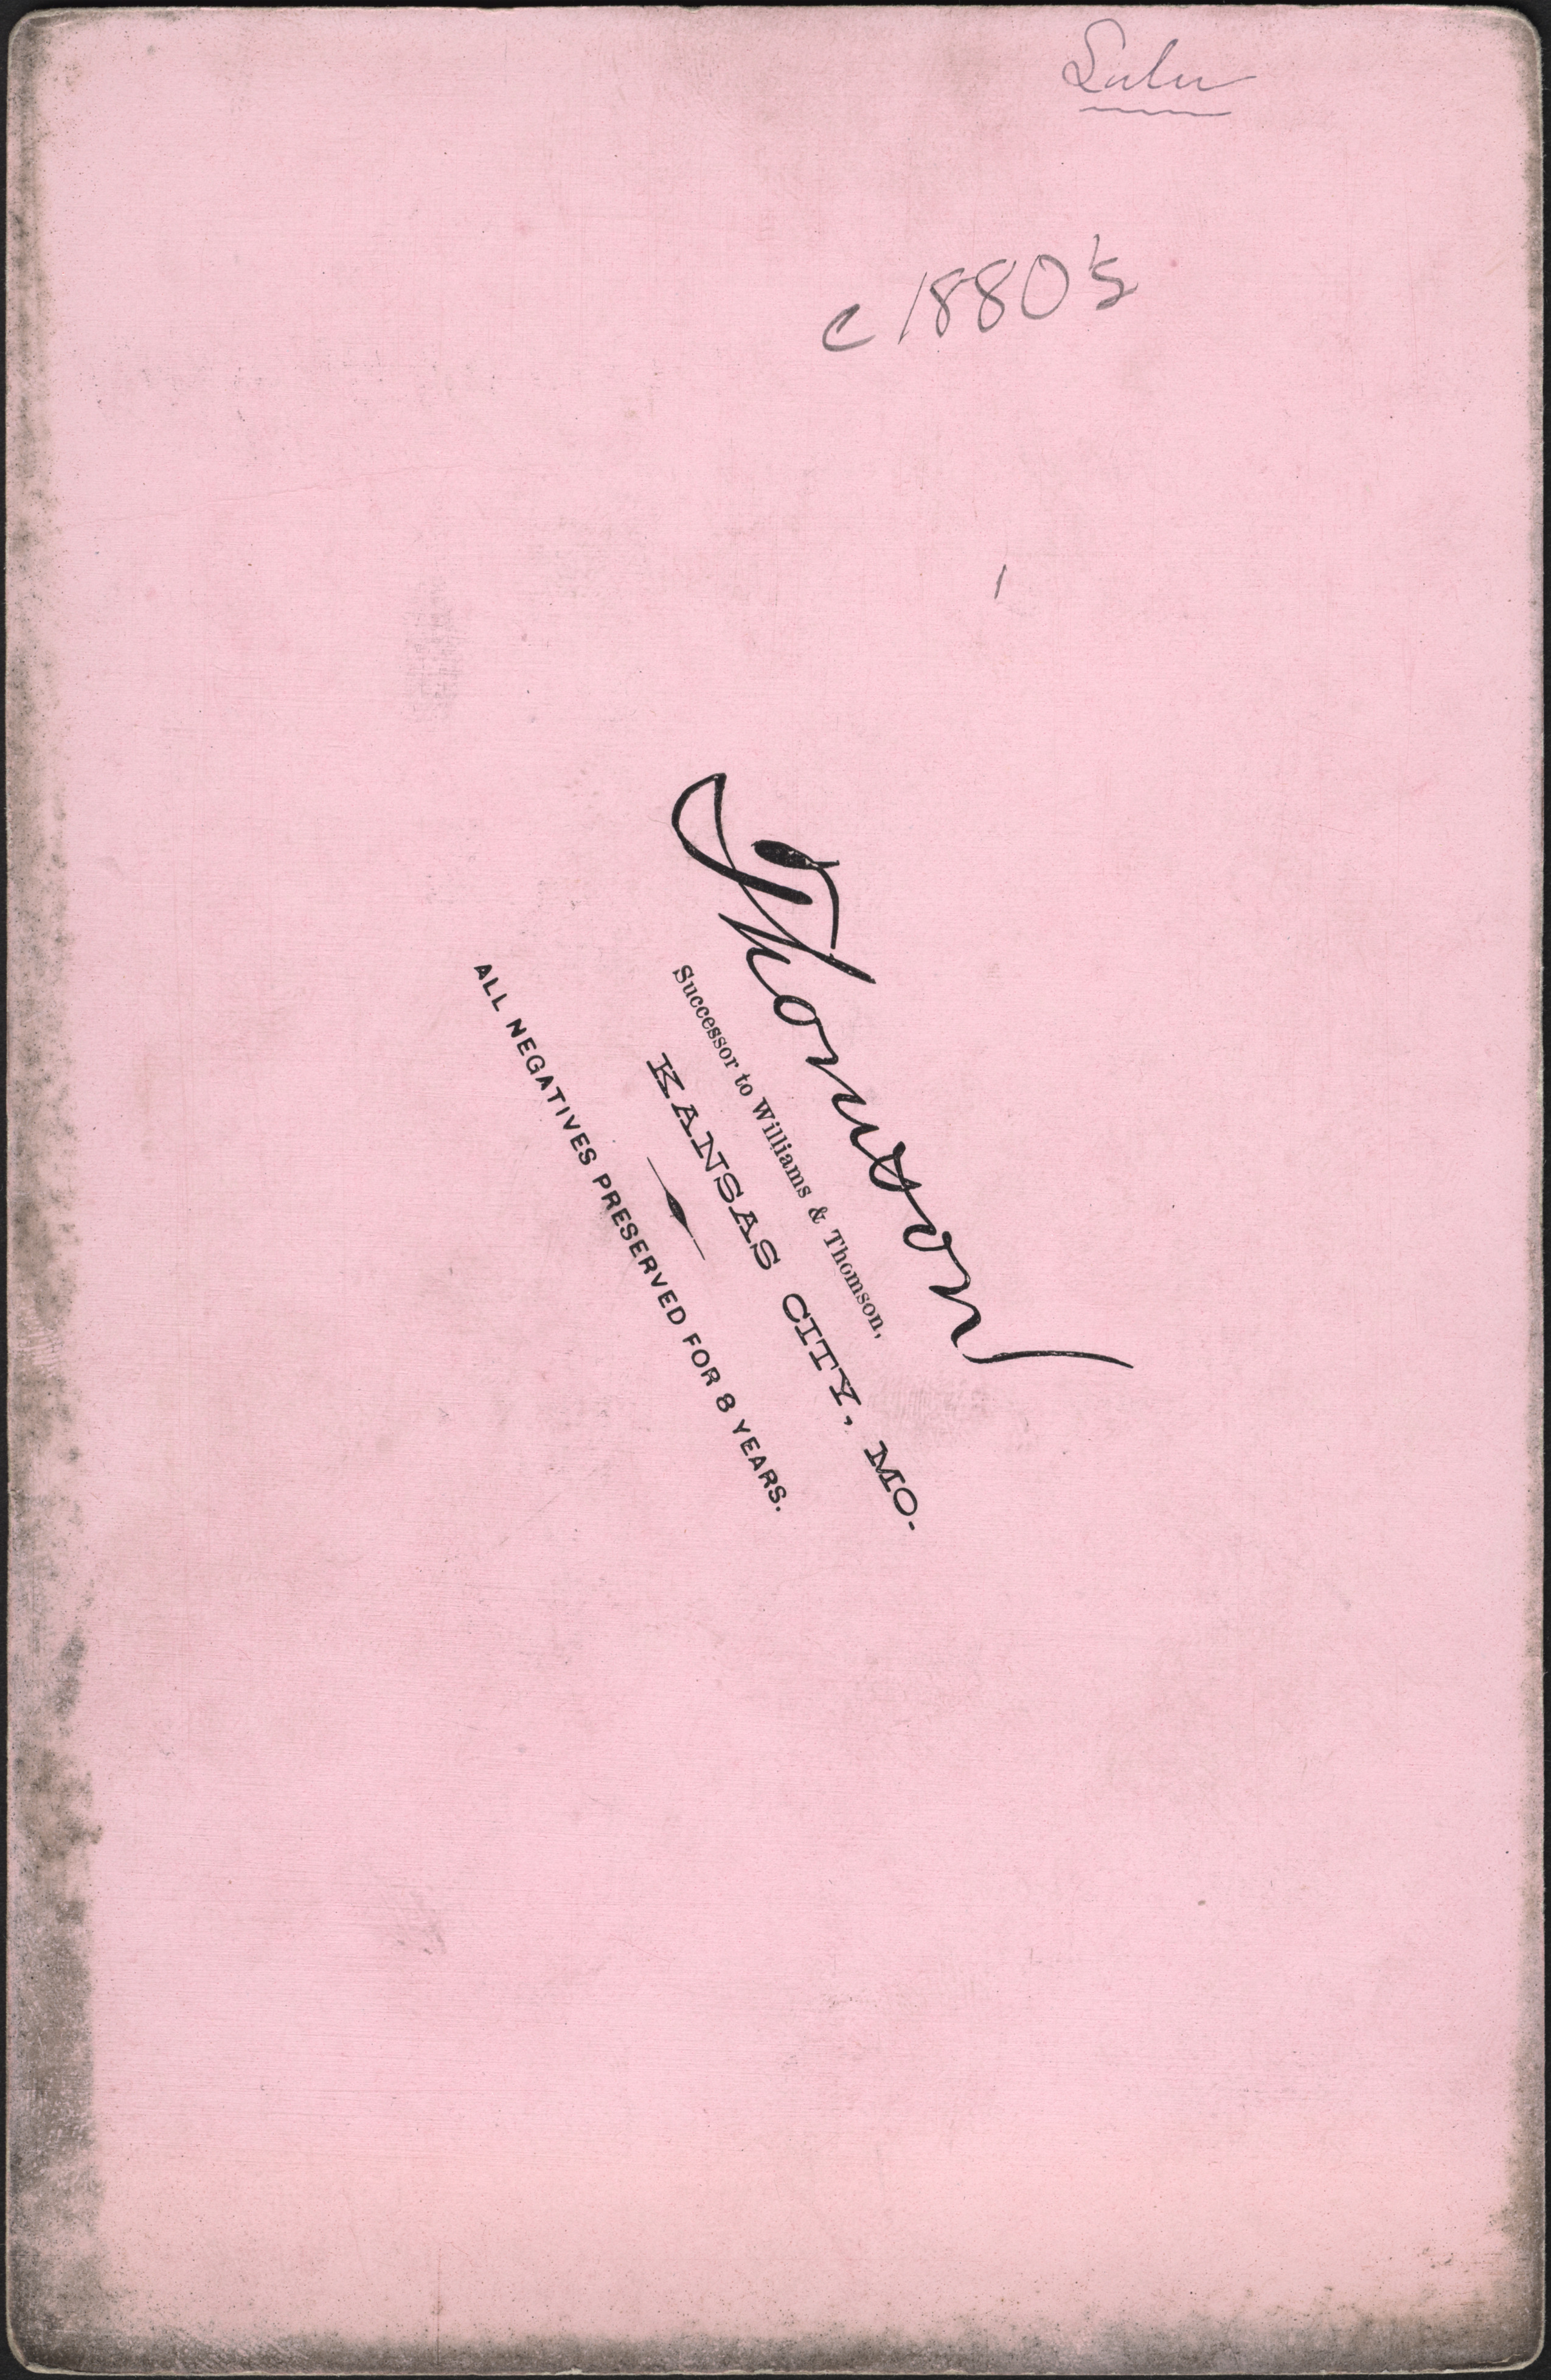 Lulu
c 1880's
Thomson
Successor to Williams & Thomson,
KANSAS CITY, MO.
ALL NEGATIVES PRESERVED FOR 8 YEARS.